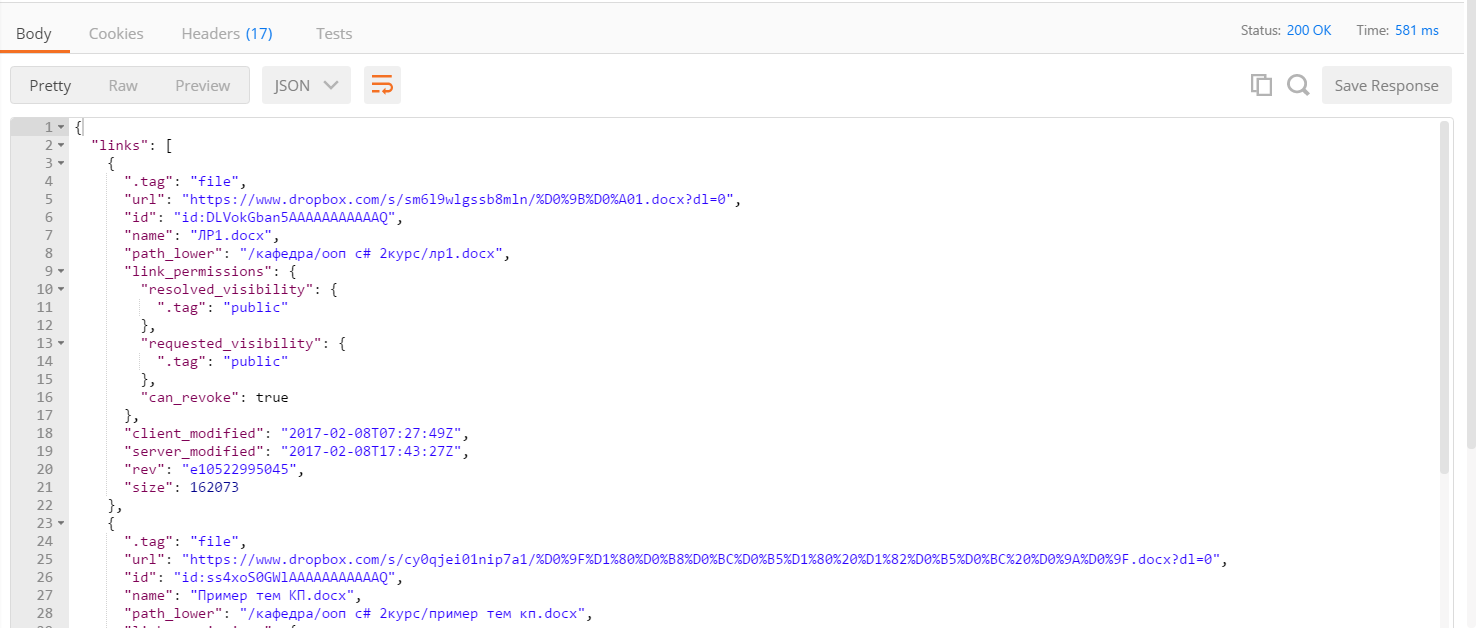 Body Cookies Headers (17) Tests Status: 200 OK Time: 581 ms
Pretty Raw Preview JSON Save Response
1 {
2 "links": [
3 {
4 ".tag": "file",
5 "url": "https://www.dropbox.com/s/sm6l9wlgssb8mln/%D0%9B%D0%A01.docx?dl=0",
6 "id": "id:DLVokGban5AAAAAAAAAAAQ",
7 "name": "ЛР1.docx",
8 "path_lower": "/кафедра/ооп c# 2курс/лр1.docx",
9 "link_permissions": {
10 "resolved_visibility": {
11 ".tag": "public"
12 },
13 "requested_visibility": {
14 ".tag": "public"
15 },
16 "can_revoke": true
17 },
18 "client_modified": "2017-02-08T07:27:49Z",
19 "server_modified": "2017-02-08T17:43:27Z",
20 "rev": "e10522995045",
21 "size": 162073
22 },
23 {
24 ".tag": "file",
25 "url": "https://www.dropbox.com/s/cy0qjei01nip7a1/%D0%9F%D1%80%D0%B8%D0%BC%D0%B5%D1%80%20%D1%82%D0%B5%D0%BC%20%D0%9A%D0%9F.docx?dl=0",
26 "id": "id:ss4xoS0GWlAAAAAAAAAAAQ",
27 "name": "Пример тем КП.docx",
28 "path_lower": "/кафедра/ооп c# 2курс/пример тем кп.docx",